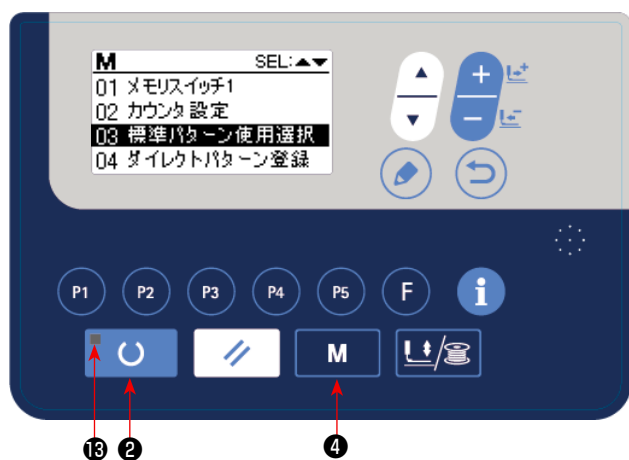 M SEL:▲▼
01 メモリスイッチ1
02 カウンタ設定
03 標準パターン使用選択
04 ダイレクトパターン登録
P1 P2 P3 P4 P5 F i
M
⓭ ❷ ❹